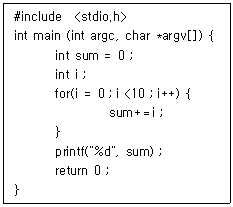 #include <stdio.h>
int main (int argc, char *argv[]) {
int sum = 0 ;
int i ;
for(i = 0 ; i <10 ; i++) {
sum+=i ;
}
printf("%d", sum) ;
return 0 ;
}